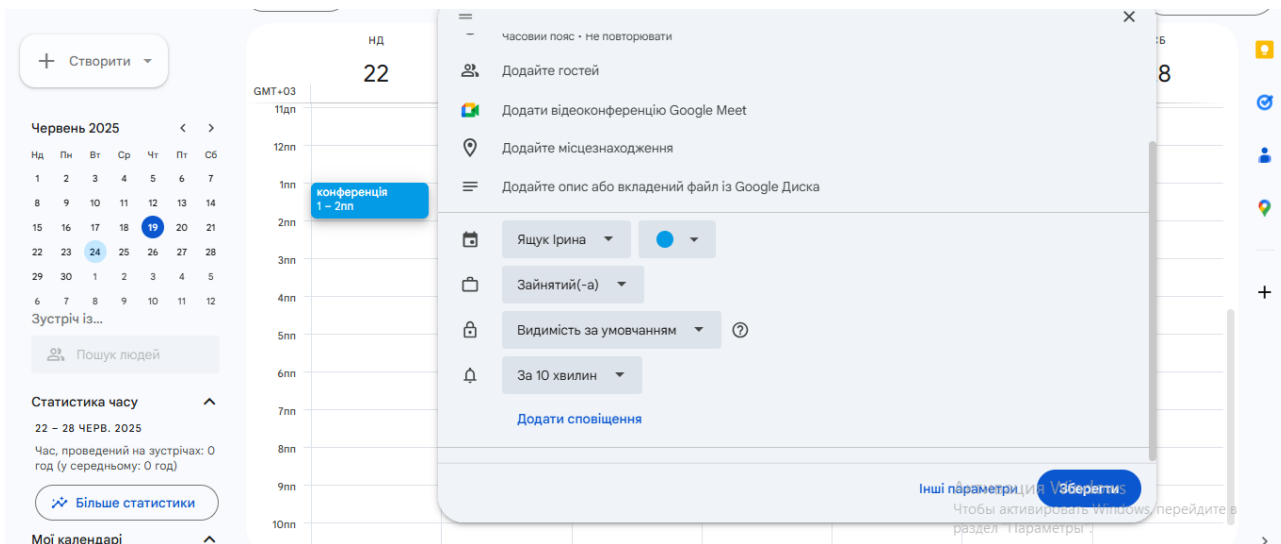 Створити
Червень 2025
Нд Пн Вт Ср Чт Пт Сб
1 2 3 4 5 6 7
8 9 10 11 12 13 14
15 16 17 18 19 20 21
22 23 24 25 26 27 28
29 30 1 2 3 4 5
6 7 8 9 10 11 12
Зустріч із...
Пошук людей
Статистика часу
22 – 28 ЧЕРВ. 2025
Час, проведений на зустрічах: 0
год (у середньому: 0 год)
Більше статистики
Мої календарі
НД
22
GMT+03
11дп
12пп
1пп
2пп
3пп
4пп
5пп
6пп
7пп
8пп
9пп
10пп
конференція
1 – 2пп
Часовий пояс • Не повторювати
Додайте гостей
Додати відеоконференцію Google Meet
Додайте місцезнаходження
Додайте опис або вкладений файл із Google Диска
Ящук Ірина
Зайнятий(-а)
Видимість за умовчанням
За 10 хвилин
Додати сповіщення
Інші параметри
Зберегти
СБ
8
Активация Windows
Чтобы активировать Windows, перейдите в
раздел "Параметры".